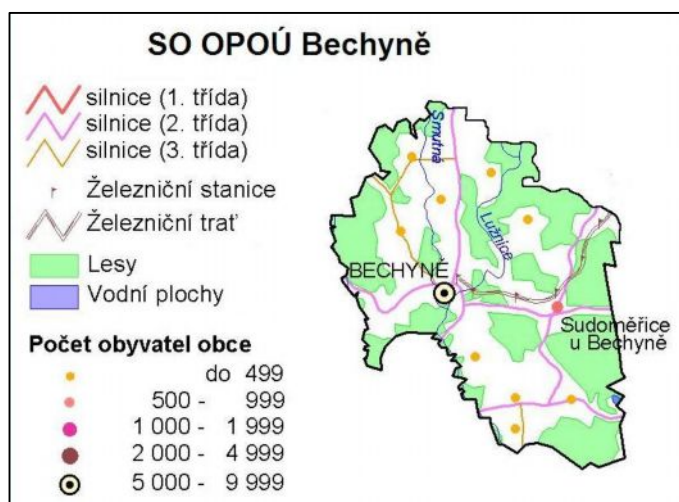 SO OPOÚ Bechyně
silnice (1. třída)
silnice (2. třída)
silnice (3. třída)
Železniční stanice
Železniční trať
Lesy
Vodní plochy
Počet obyvatel obce
do 499
500 - 999
1 000 - 1 999
2 000 - 4 999
5 000 - 9 999
Smutná
Lužnice
BECHYNĚ
Sudoměřice
u Bechyně